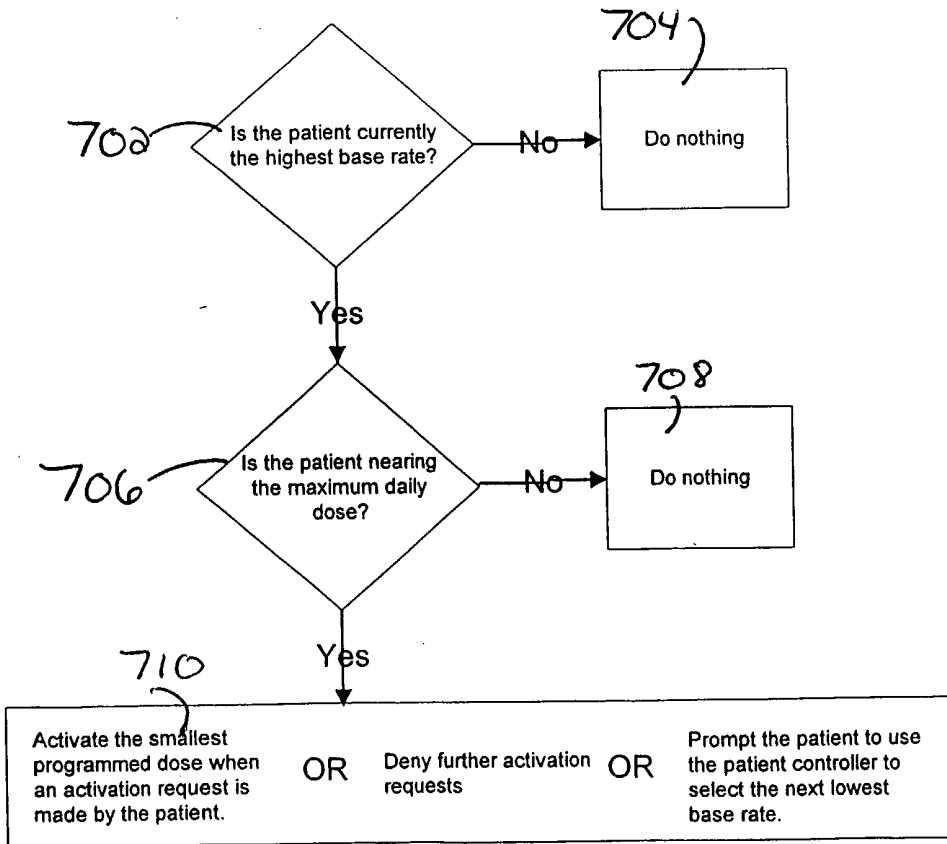 704
702
Is the patient currently
the highest base rate?
No
Do nothing
Yes
708
706
Is the patient nearing
the maximum daily
dose?
No
Do nothing
Yes
710
Activate the smallest
programmed dose when
an activation request is
made by the patient.
OR
Deny further activation
requests
OR
Prompt the patient to use
the patient controller to
select the next lowest
base rate.